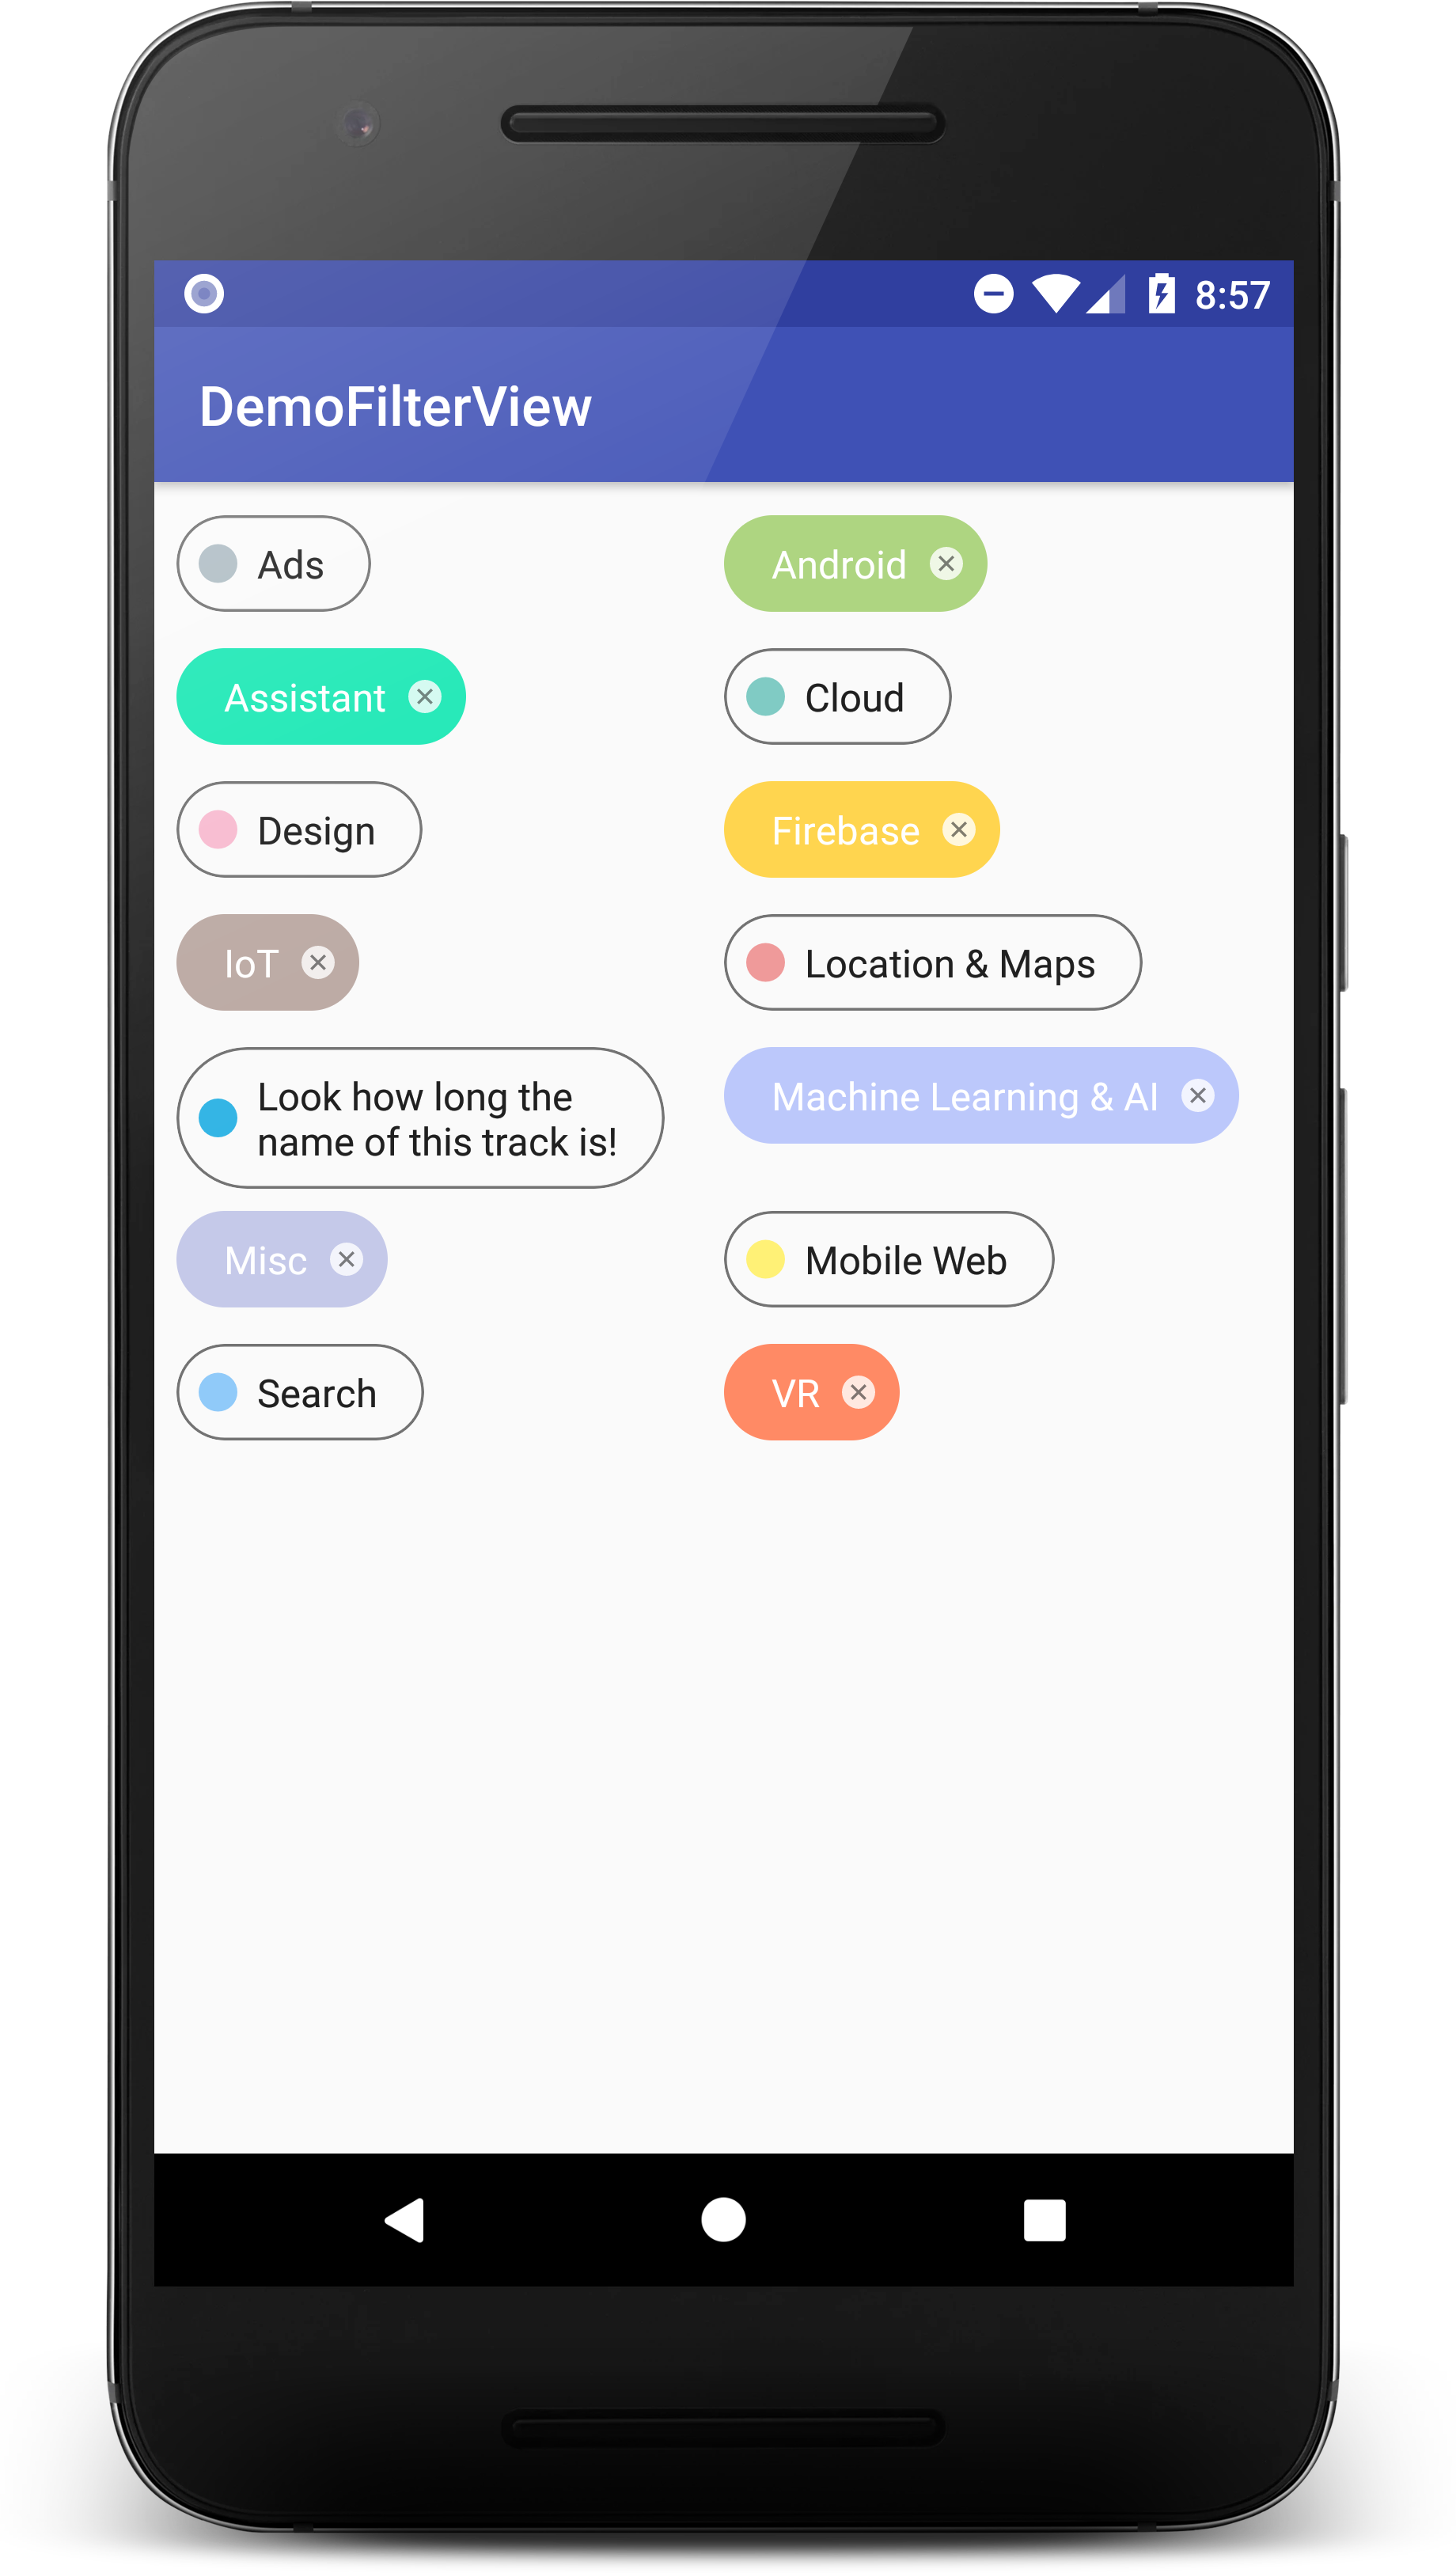 8:57
DemoFilterView
Ads
Android
Assistant
Cloud
Design
Firebase
IoT
Location & Maps
Look how long the
name of this track is!
Machine Learning & AI
Misc
Mobile Web
Search
VR